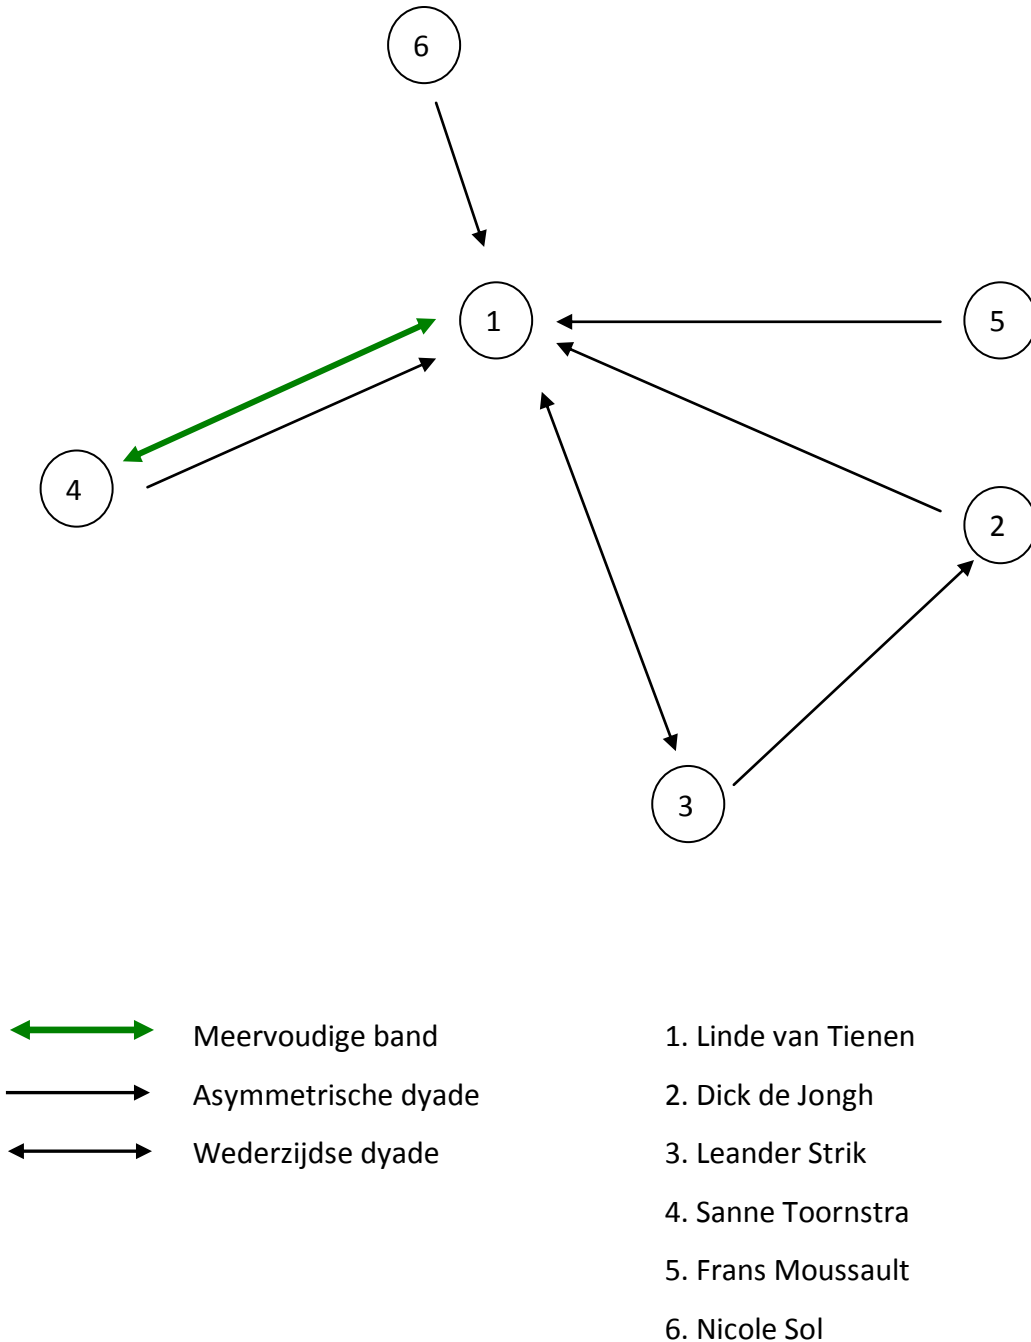 6
1
5
4
2
3
Meervoudige band
Asymmetrische dyade
Wederzijdse dyade
1. Linde van Tienen
2. Dick de Jongh
3. Leander Strik
4. Sanne Toornstra
5. Frans Moussault
6. Nicole Sol